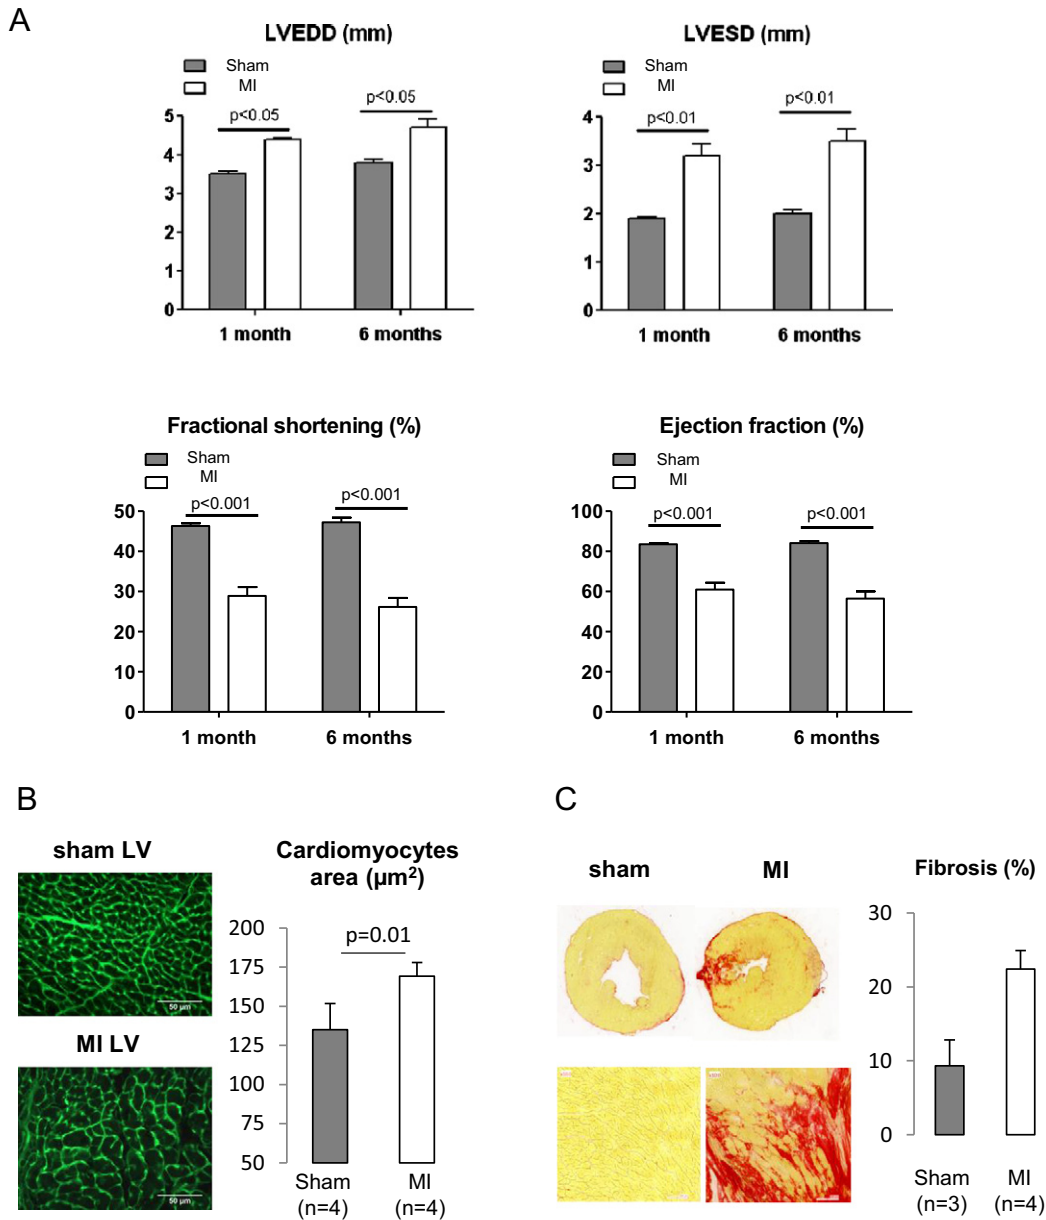 A
LVEDD (mm)
Sham
MI
p<0.05
p<0.05
5
4
3
2
1
0
1 month
6 months
LVESD (mm)
Sham
MI
p<0.01
p<0.01
4
3
2
1
0
1 month
6 months
Fractional shortening (%)
Sham
MI
p<0.001
p<0.001
50
40
30
20
10
0
1 month
6 months
Ejection fraction (%)
Sham
MI
p<0.001
p<0.001
100
80
60
40
20
0
1 month
6 months
B
sham LV
50 µm
MI LV
50 µm
Cardiomyocytes
area (µm²)
p=0.01
200
175
150
125
100
75
50
Sham
(n=4)
MI
(n=4)
C
sham
MI
Fibrosis (%)
30
20
10
0
Sham
(n=3)
MI
(n=4)